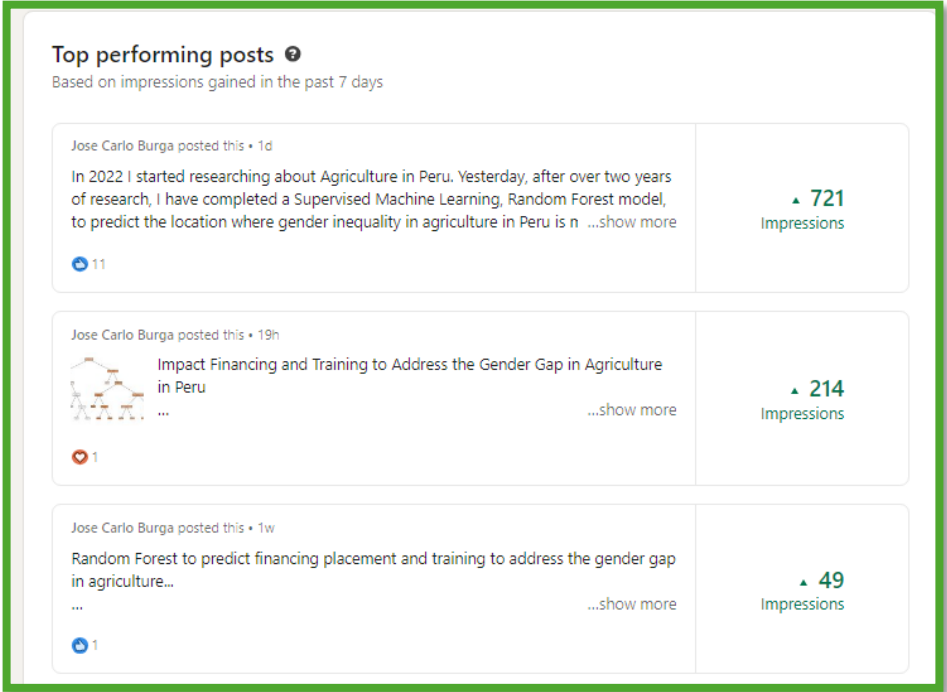 Top performing posts ?
Based on impressions gained in the past 7 days
Jose Carlo Burga posted this • 1d
In 2022 I started researching about Agriculture in Peru. Yesterday, after over two years
of research, I have completed a Supervised Machine Learning, Random Forest model,
to predict the location where gender inequality in agriculture in Peru is n ...show more
11
▲ 721
Impressions
Jose Carlo Burga posted this • 19h
Impact Financing and Training to Address the Gender Gap in Agriculture
in Peru
...
...show more
1
▲ 214
Impressions
Jose Carlo Burga posted this • 1w
Random Forest to predict financing placement and training to address the gender gap
in agriculture...
...
...show more
1
▲ 49
Impressions